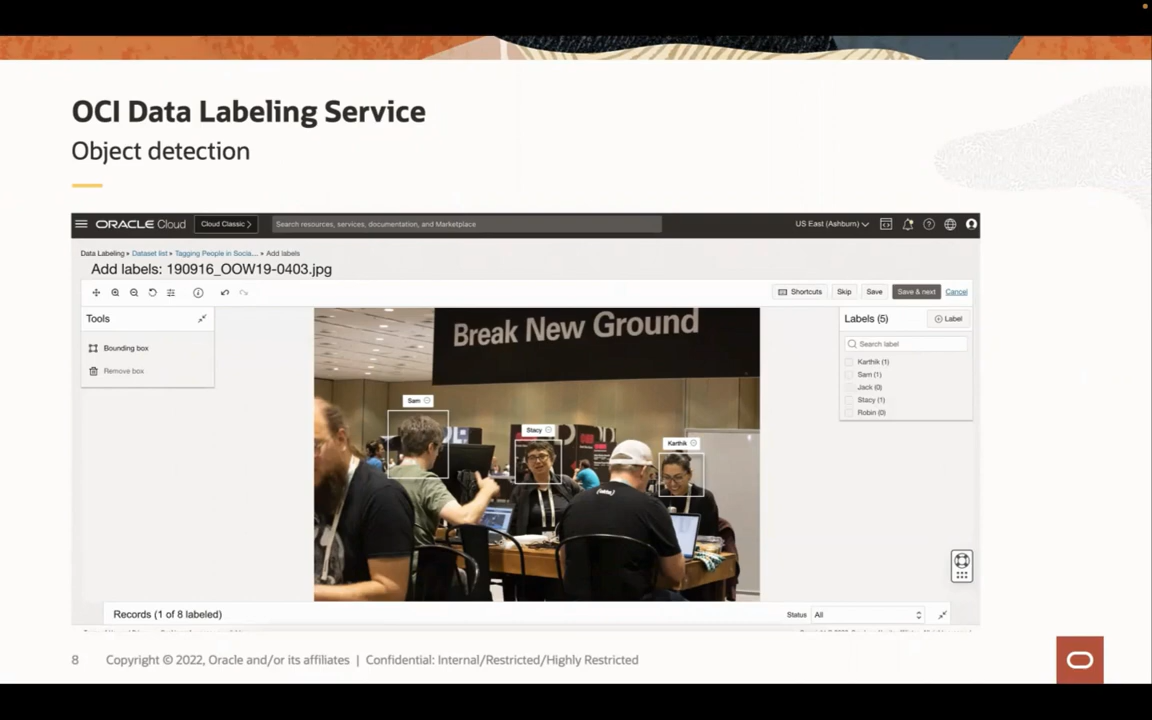 OCI Data Labeling Service
Object detection
ORACLE Cloud
Cloud Classic >
Search resources, services, documentation, and Marketplace
US East (Ashburn)
Data Labeling » Dataset list » Tagging People in Socia... » Add labels
Add labels: 190916_OOW19-0403.jpg
Shortcuts
Skip
Save
Save & next
Cancel
Tools
Bounding box
Remove box
Break New Ground
Sam
Stacy
Karthik
Labels (5)
Label
Search label
Karthik (1)
Sam (1)
Jack (0)
Stacy (1)
Robin (0)
Records (1 of 8 labeled)
Status
All
8
Copyright © 2022, Oracle and/or its affiliates | Confidential: Internal/Restricted/Highly Restricted